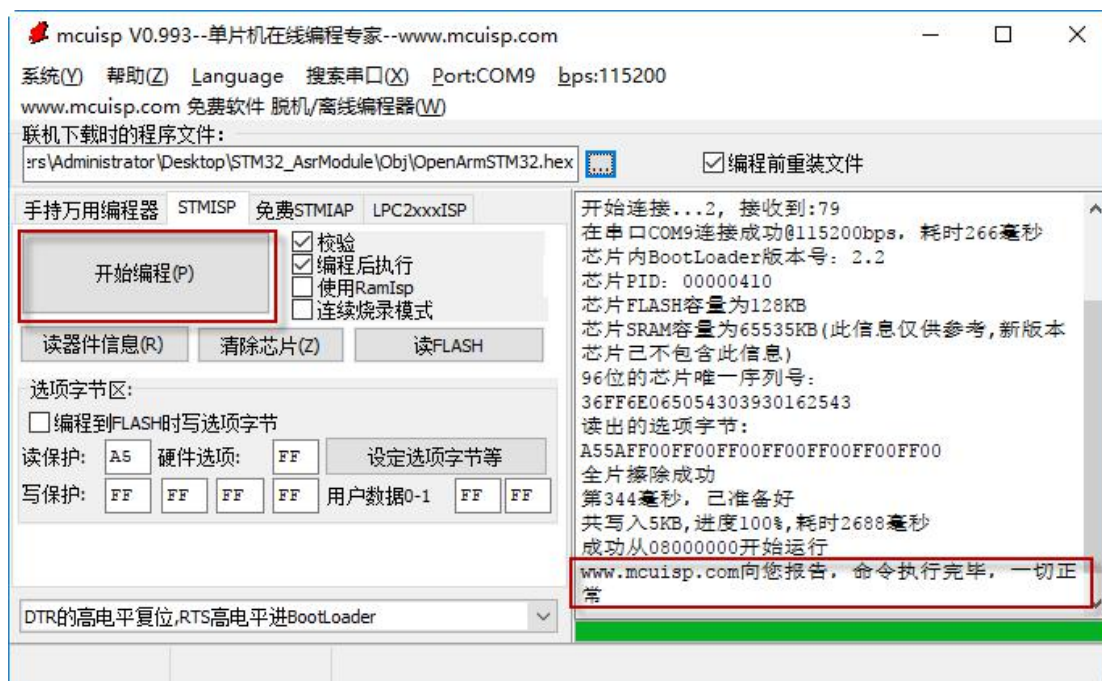 mcuisp V0.993--单片机在线编程专家--www.mcuisp.com
系统(Y) 帮助(Z) Language 搜索串口(X) Port:COM9 bps:115200
www.mcuisp.com 免费软件 脱机/离线编程器(W)
联机下载时的程序文件:
ers\Administrator\Desktop\STM32_AsrModule\Obj\OpenArmSTM32.hex ... 编程前重装文件
手持万用编程器 STMISP 免费STMIAP LPC2xxxISP
开始编程(P)
校验
编程后执行
使用RamIsp
连续烧录模式
读器件信息(R) 清除芯片(Z) 读FLASH
选项字节区:
编程到FLASH时写选项字节
读保护: A5 硬件选项: FF 设定选项字节等
写保护: FF FF FF FF 用户数据0-1 FF FF
DTR的高电平复位,RTS高电平进BootLoader
开始连接...2, 接收到:79
在串口COM9连接成功@115200bps, 耗时266毫秒
芯片内BootLoader版本号: 2.2
芯片PID: 00000410
芯片FLASH容量为128KB
芯片SRAM容量为65535KB(此信息仅供参考,新版本
芯片已不包含此信息)
96位的芯片唯一序列号:
36FF6E065054303930162543
读出的选项字节:
A55AFF00FF00FF00FF00FF00FF00FF00
全片擦除成功
第344毫秒, 已准备好
共写入5KB,进度100%,耗时2688毫秒
成功从08000000开始运行
www.mcuisp.com向您报告, 命令执行完毕, 一切正
常